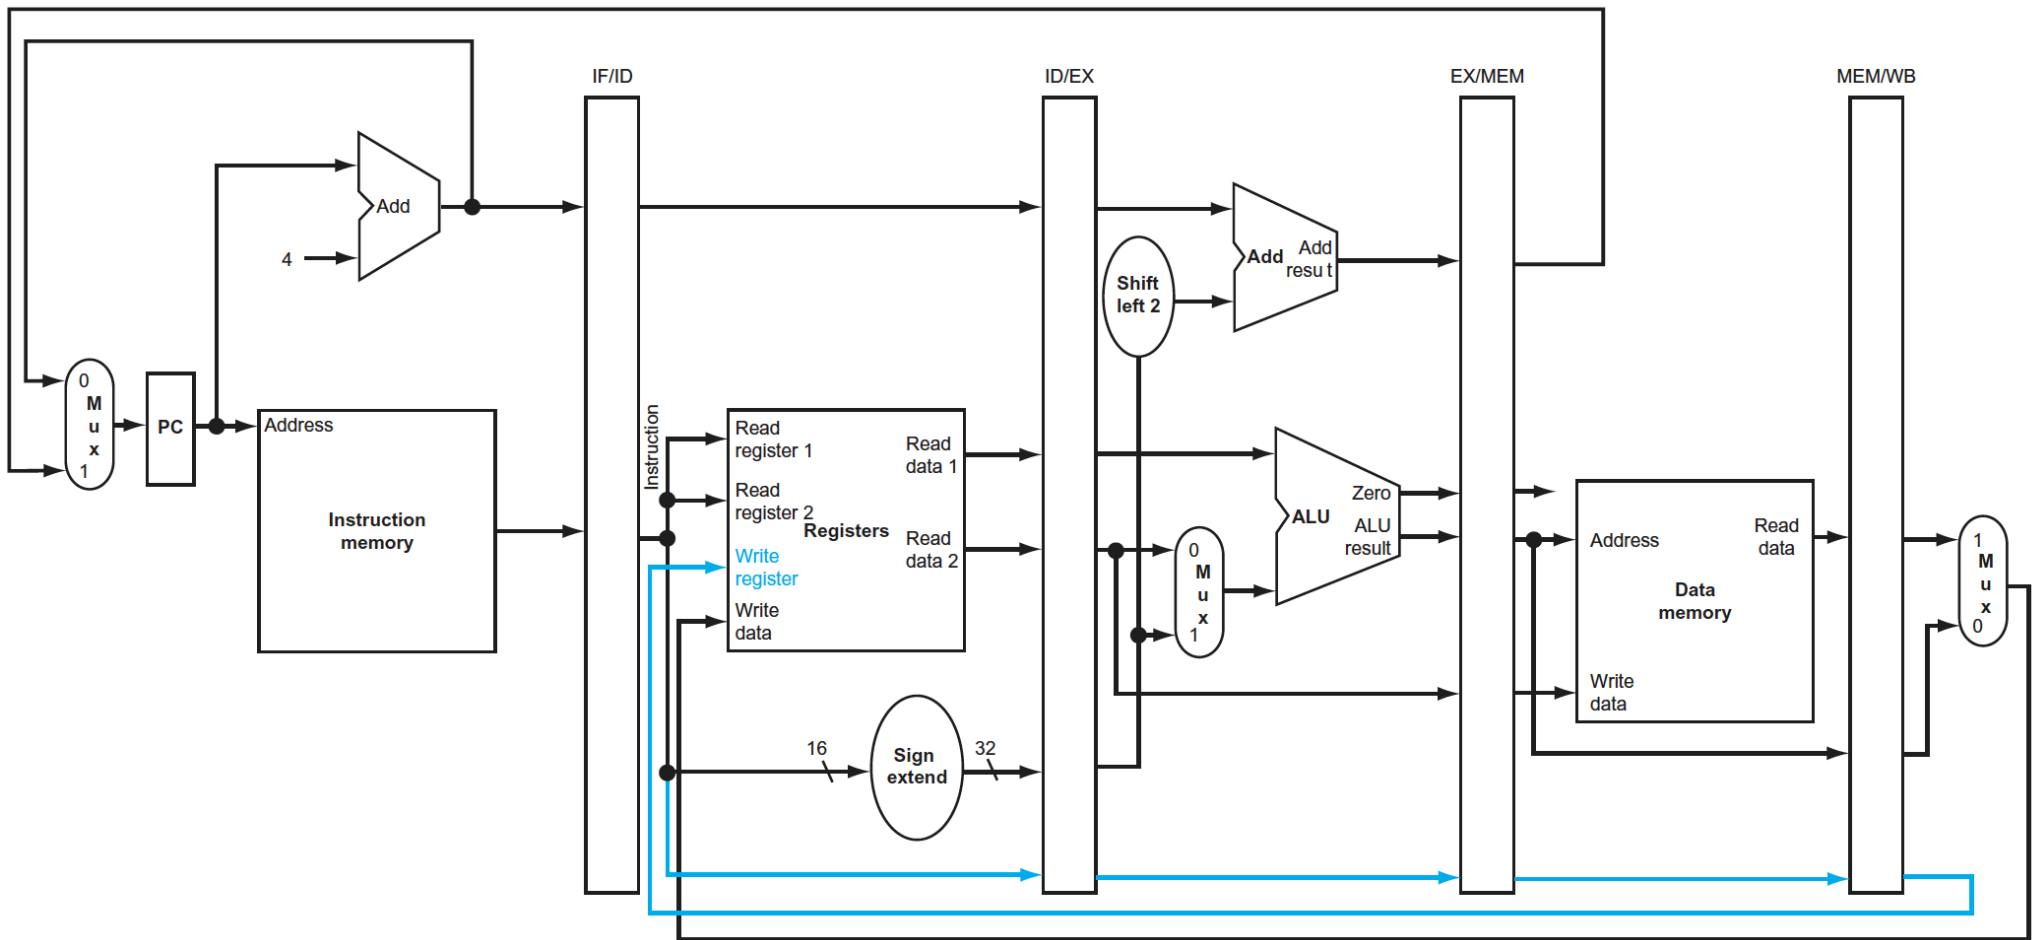 IF/ID
ID/EX
EX/MEM
MEM/WB
Add
4
Shift
left 2
Add
Add
resu t
0
M
u
x
1
PC
Address
Instruction
memory
Instruction
Read
register 1
Read
register 2
Write
register
Write
data
Registers
Read
data 1
Read
data 2
16
Sign
extend
32
0
M
u
x
1
ALU
Zero
ALU
result
Address
Read
data
Data
memory
Write
data
1
M
u
x
0